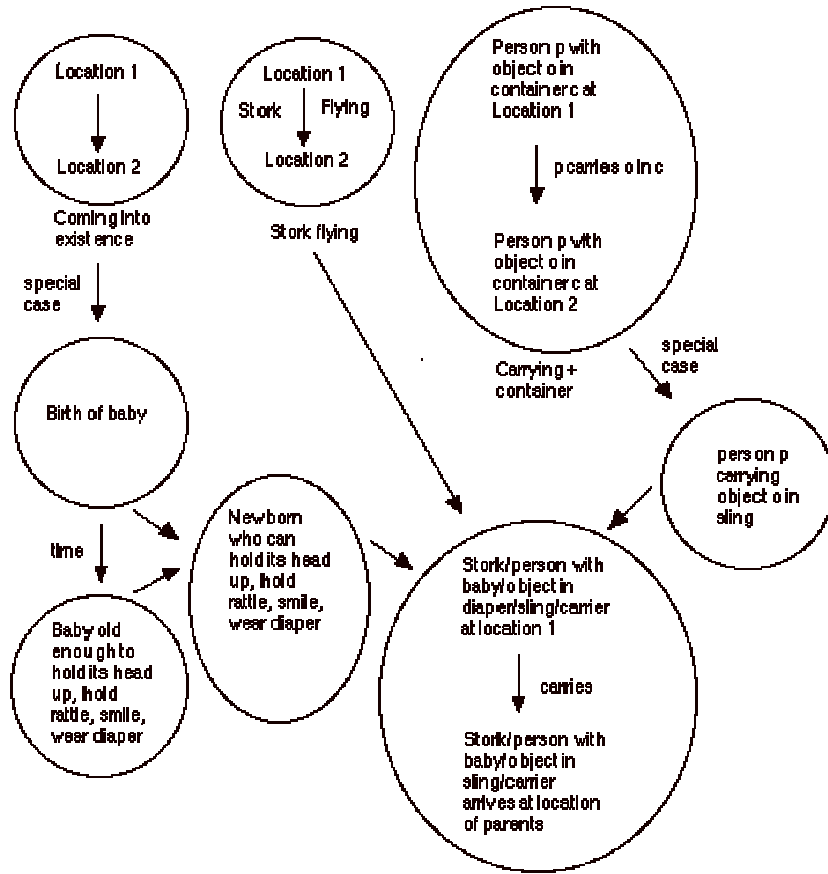 Location 1
Location 2
Coming into
existence
special
case
Birth of baby
time
Baby old
enough to
hold its head
up, hold
rattle, smile,
wear diaper
Location 1
Stork Flying
Location 2
Stork flying
Newborn
who can
hold its head
up, hold
rattle, smile,
wear diaper
Person p with
object o in
container c at
Location 1
p carries o in c
Person p with
object o in
container c at
Location 2
Carrying +
container
special
case
person p
carrying
object o in
sling
Stork/person with
baby/object in
diaper/sling/carrier
at location 1
carries
Stork/person with
baby/object in
sling/carrier
arrives at location
of parents